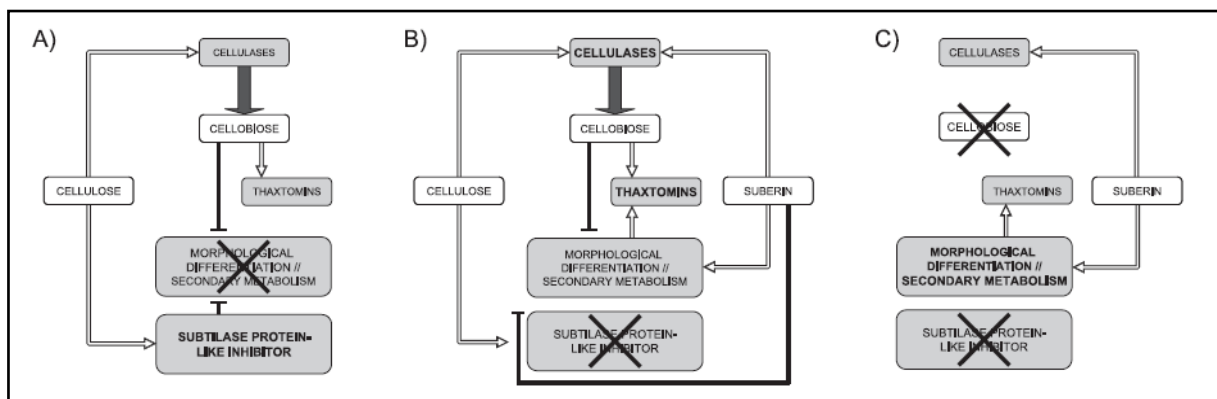 A)
CELLULASES
CELLOBIOSE
CELLULOSE
THAXTOMINS
MORPHOLOGICAL
DIFFERENTIATION //
SECONDARY METABOLISM
SUBTILASE PROTEIN-
LIKE INHIBITOR
B)
CELLULASES
CELLOBIOSE
CELLULOSE
THAXTOMINS
SUBERIN
MORPHOLOGICAL
DIFFERENTIATION //
SECONDARY METABOLISM
SUBTILASE PROTEIN-
LIKE INHIBITOR
C)
CELLULASES
CELLOBIOSE
THAXTOMINS
SUBERIN
MORPHOLOGICAL
DIFFERENTIATION //
SECONDARY METABOLISM
SUBTILASE PROTEIN-
LIKE INHIBITOR